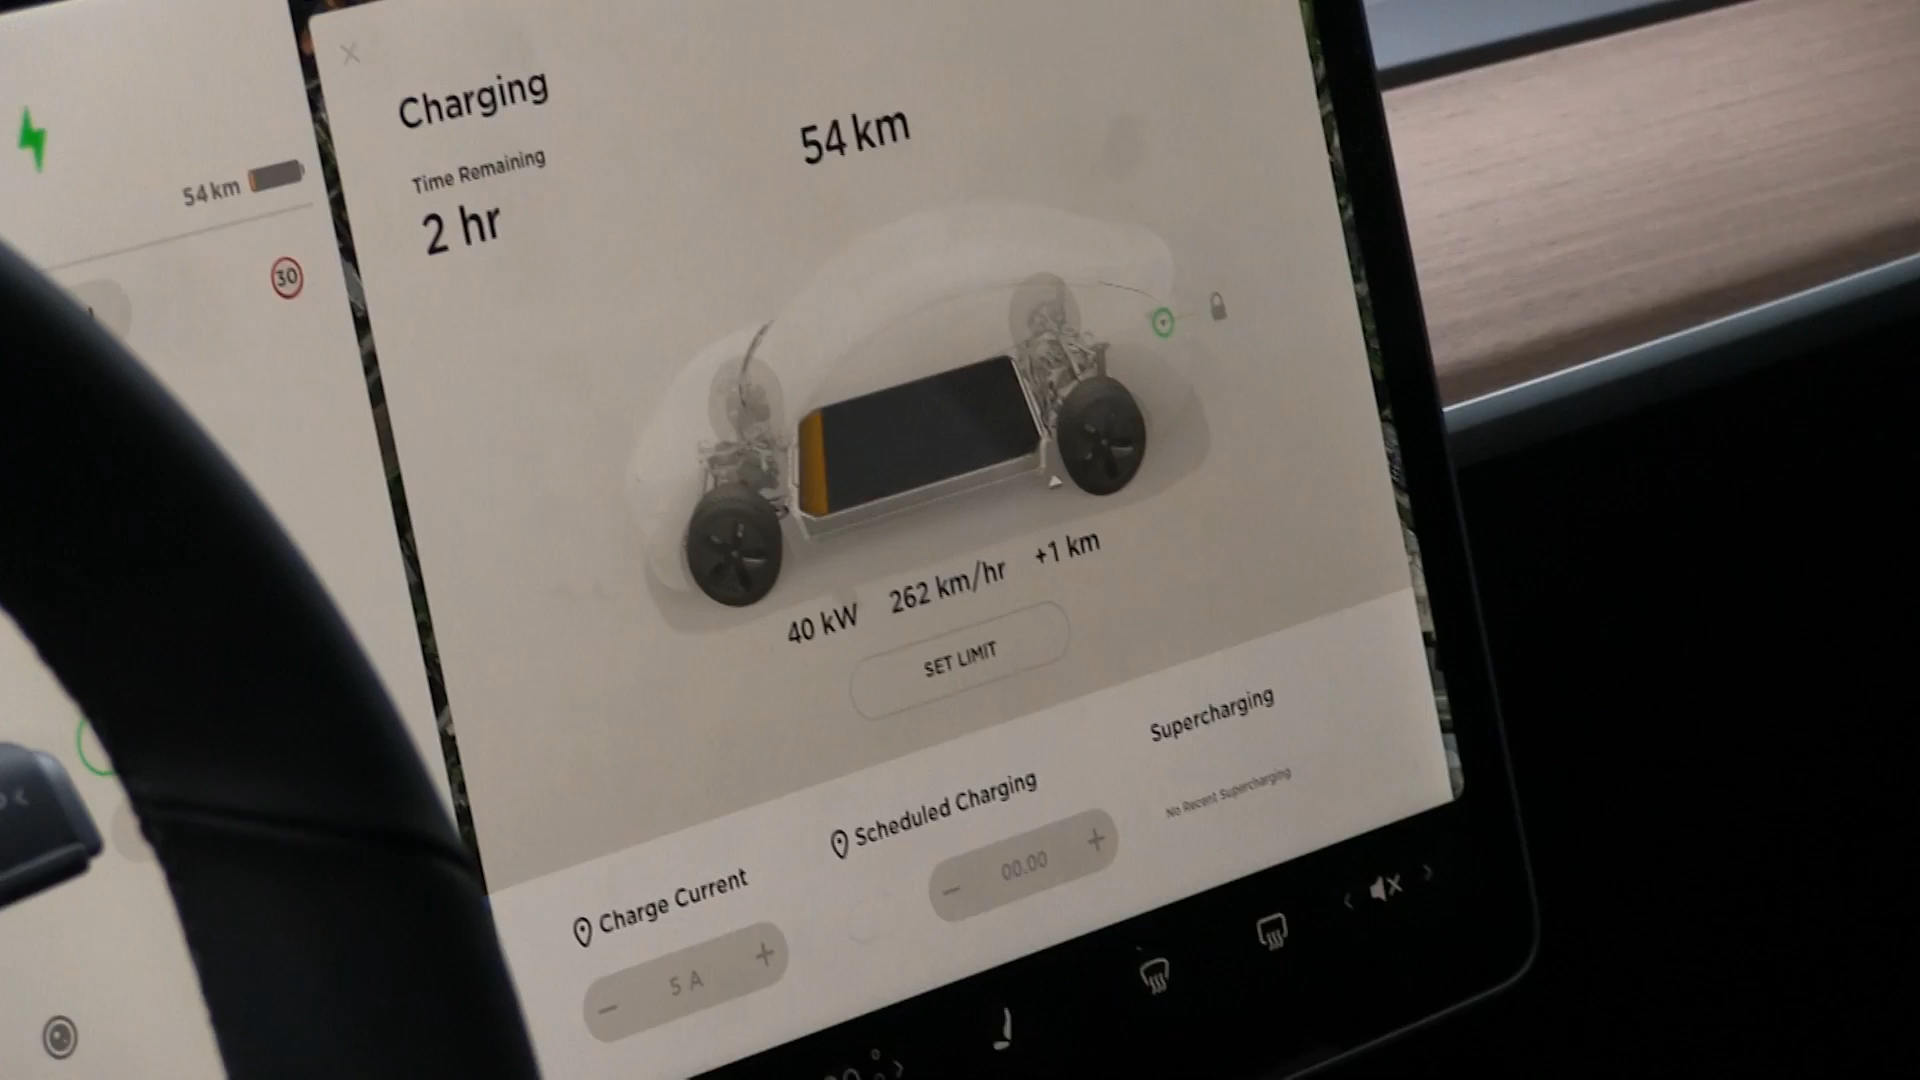 54 km
30
Charging
Time Remaining
2 hr
54 km
40 kW 262 km/hr +1 km
SET LIMIT
Charge Current
− 5 A +
Scheduled Charging
− 00.00 +
Supercharging
No Recent Supercharging